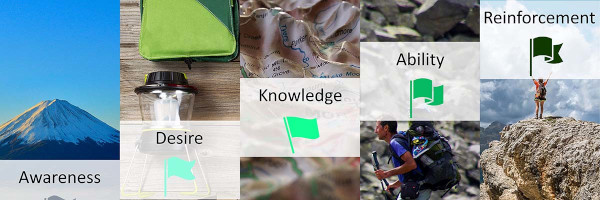 Awareness
Desire
Knowledge
Ability
Reinforcement